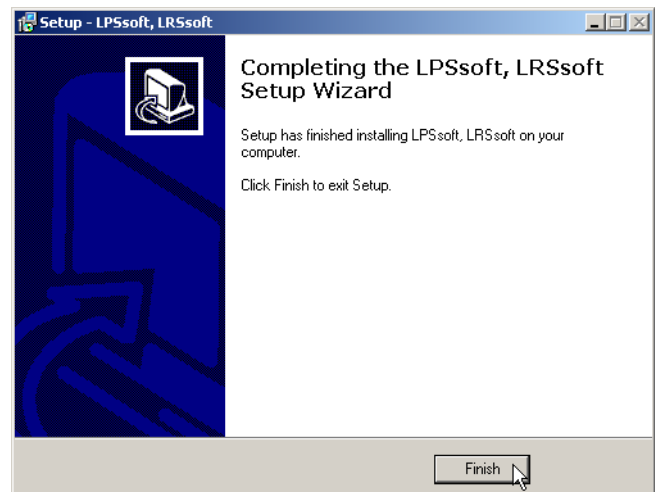 Setup - LPSsoft, LRSsoft
Completing the LPSsoft, LRSsoft
Setup Wizard
Setup has finished installing LPSsoft, LRSsoft on your
computer.
Click Finish to exit Setup.
Finish